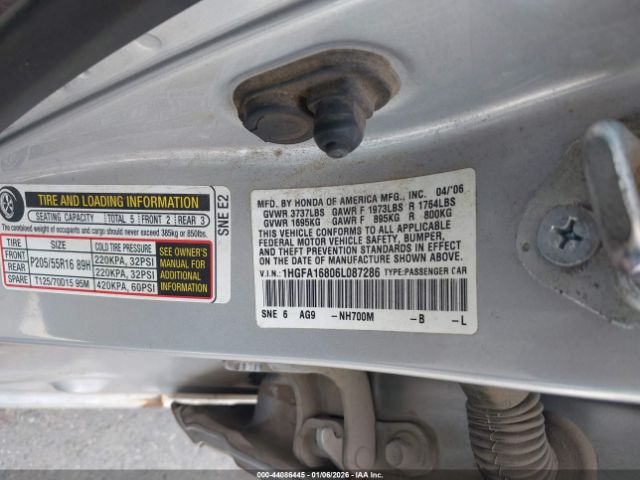 TIRE AND LOADING INFORMATION
SEATING CAPACITY TOTAL 5 FRONT 2 REAR 3
The combined weight of occupants and cargo should never exceed 385kg or 850lbs.
TIRE SIZE COLD TIRE PRESSURE
FRONT P205/55R16 89H 220KPA, 32PSI
REAR 220KPA, 32PSI
SPARE T125/70D15 95M 420KPA, 60PSI
SEE OWNER'S
MANUAL FOR
ADDITIONAL
INFORMATION
SNE E2
MFD. BY HONDA OF AMERICA MFG., INC. 04/'06
GVWR 3737LBS GAWR F 1973LBS R 1764LBS
GVWR 1695KG GAWR F 895KG R 800KG
THIS VEHICLE CONFORMS TO ALL APPLICABLE
FEDERAL MOTOR VEHICLE SAFETY, BUMPER,
AND THEFT PREVENTION STANDARDS IN EFFECT
ON THE DATE OF MANUFACTURE SHOWN ABOVE.
V.I.N.: 1HGFA16806L087286 TYPE:PASSENGER CAR
SNE 6 AG9 -NH700M -B -L
000-44086445 - 01/06/2026 - IAA Holdings, LLC